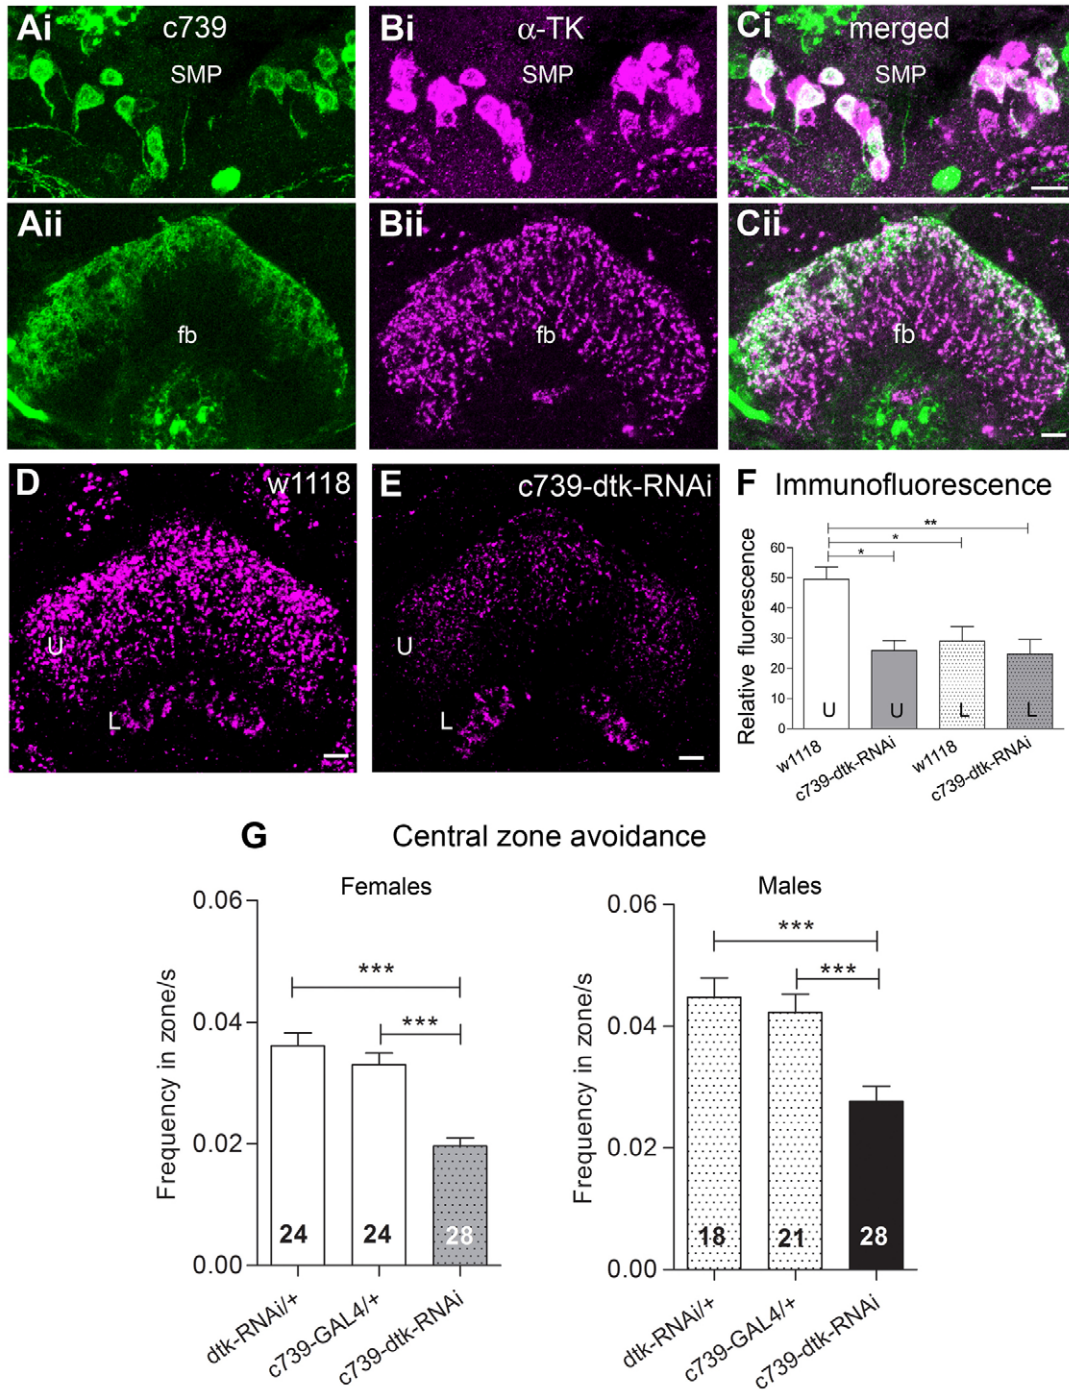 Ai c739
SMP
Bi α-TK
SMP
Ci merged
SMP
Aii
fb
Bii
fb
Cii
fb
D w1118
U
L
E c739-dtk-RNAi
U
L
F Immunofluorescence
**
*
*
Relative fluorescence
60
50
40
30
20
10
0
U U L L
w1118 c739-dtk-RNAi w1118 c739-dtk-RNAi
G Central zone avoidance
Females
Frequency in zone/s
0.06
0.04
0.02
0.00
***
***
24 24 28
dtk-RNAi/+ c739-GAL4/+ c739-dtk-RNAi
Males
Frequency in zone/s
0.06
0.04
0.02
0.00
***
***
18 21 28
dtk-RNAi/+ c739-GAL4/+ c739-dtk-RNAi